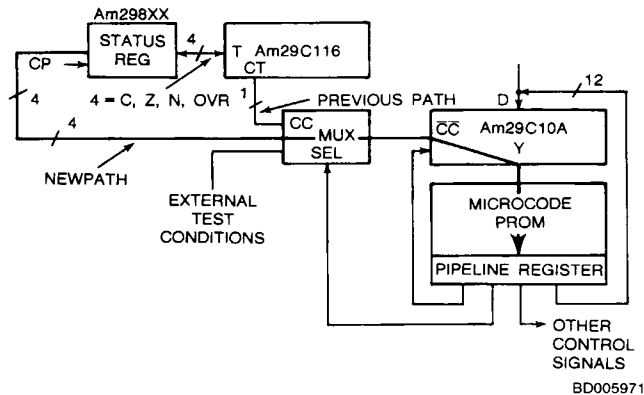 Am298XX
STATUS
REG
CP
4
4
4
4 = C, Z, N, OVR
T Am29C116
CT
1
PREVIOUS PATH
NEWPATH
CC
MUX
SEL
EXTERNAL
TEST
CONDITIONS
12
D
CC
Am29C10A
Y
MICROCODE
PROM
PIPELINE REGISTER
OTHER
CONTROL
SIGNALS
BD005971